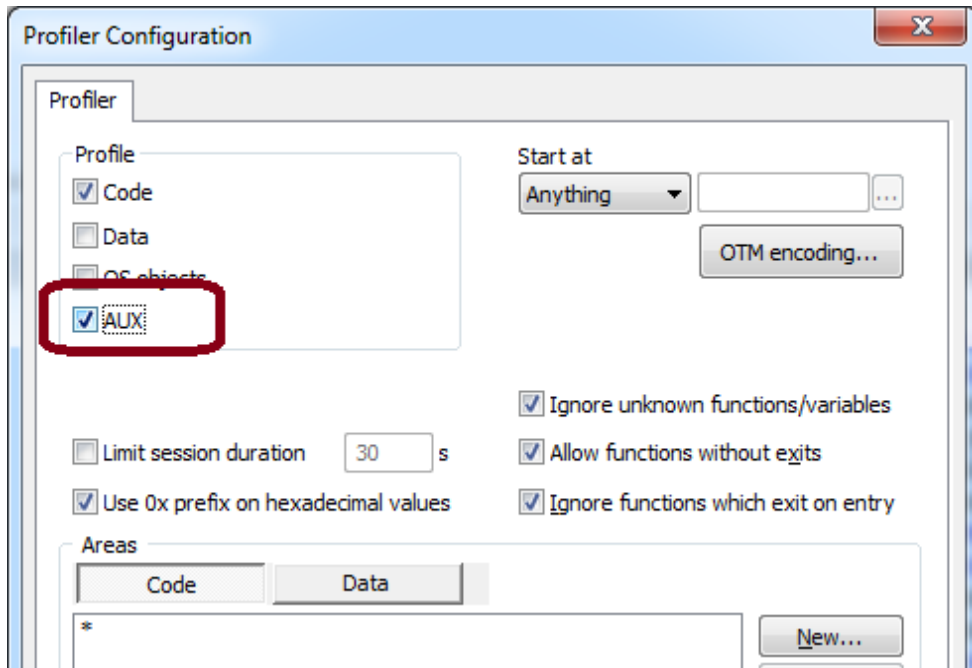 Profiler Configuration
Profiler
Profile
Code
Data
OS objects
AUX
Start at
Anything
...
OTM encoding...
Ignore unknown functions/variables
Limit session duration 30 s
Allow functions without exits
Use 0x prefix on hexadecimal values
Ignore functions which exit on entry
Areas
Code Data
*
New...